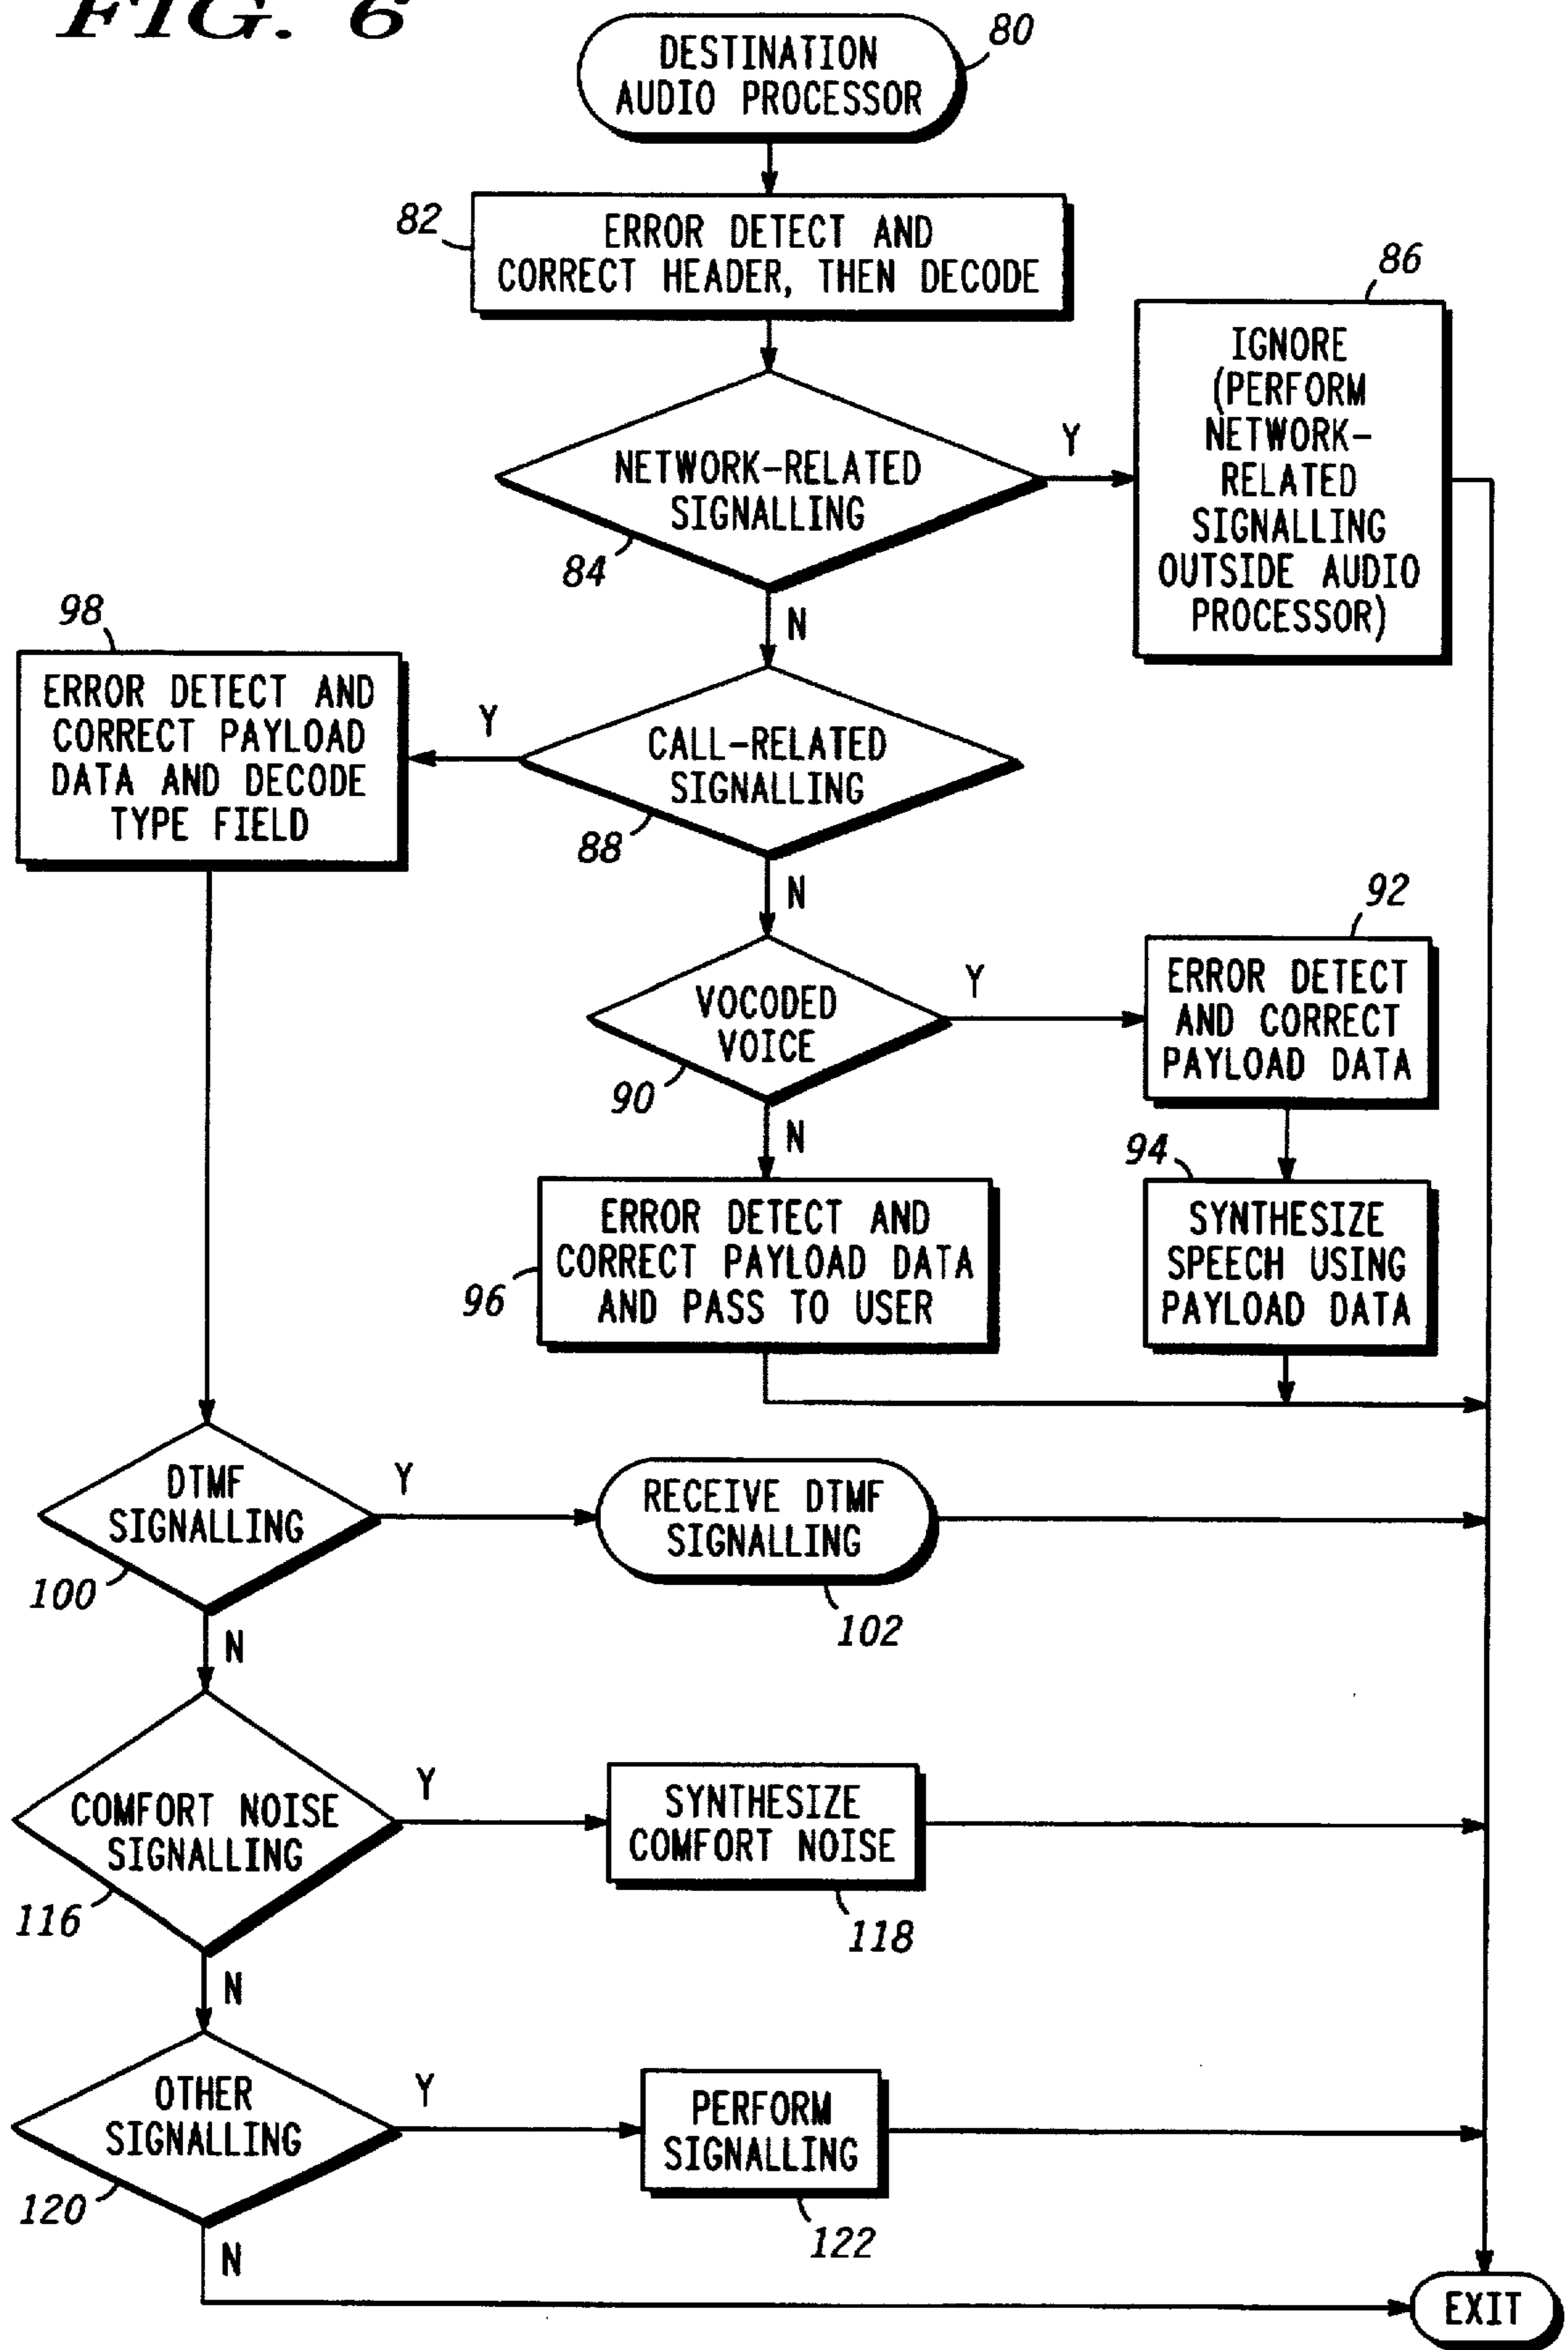 FIG. 6
DESTINATION
AUDIO PROCESSOR
80
82
ERROR DETECT AND
CORRECT HEADER, THEN DECODE
86
IGNORE
(PERFORM
NETWORK-
RELATED
SIGNALLING
OUTSIDE AUDIO
PROCESSOR)
NETWORK-RELATED
SIGNALLING
Y
84
N
98
ERROR DETECT AND
CORRECT PAYLOAD
DATA AND DECODE
TYPE FIELD
Y
CALL-RELATED
SIGNALLING
88
N
92
VOCODED
VOICE
Y
ERROR DETECT
AND CORRECT
PAYLOAD DATA
90
N
94
ERROR DETECT AND
CORRECT PAYLOAD DATA
AND PASS TO USER
96
SYNTHESIZE
SPEECH USING
PAYLOAD DATA
DTMF
SIGNALLING
Y
RECEIVE DTMF
SIGNALLING
100
102
N
COMFORT NOISE
SIGNALLING
Y
SYNTHESIZE
COMFORT NOISE
116
118
N
OTHER
SIGNALLING
Y
PERFORM
SIGNALLING
120
122
N
EXIT